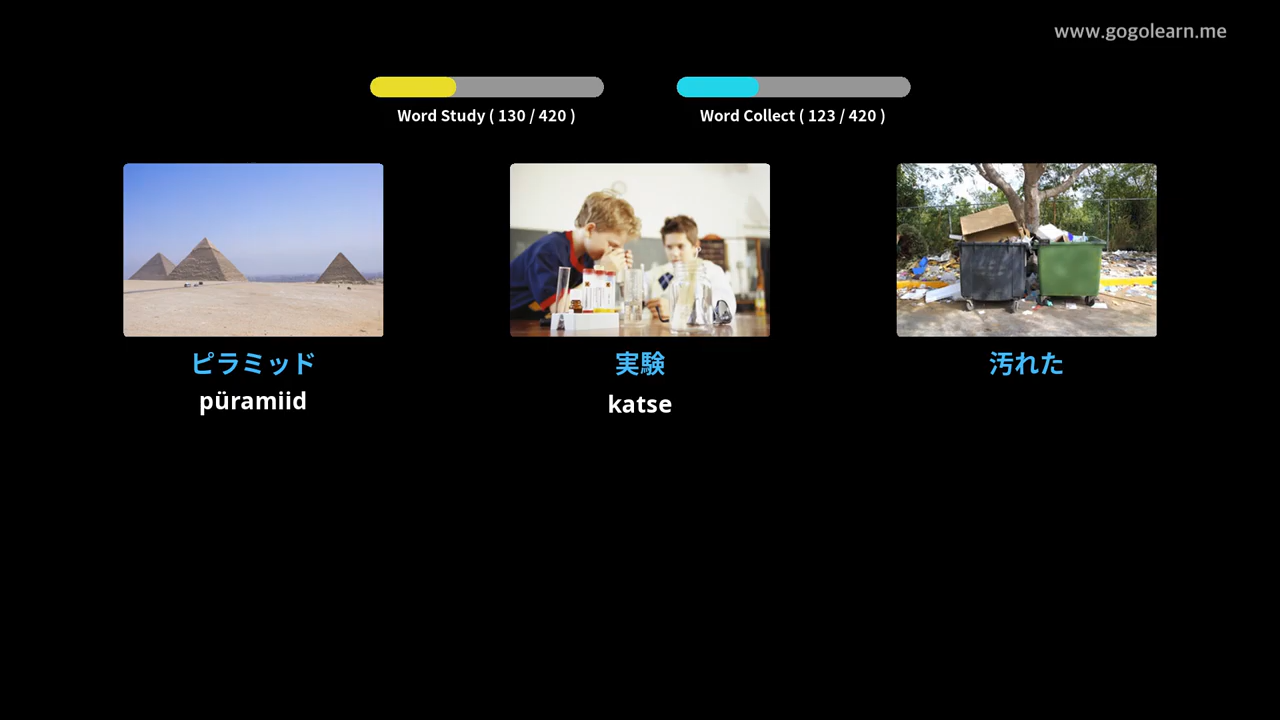 www.gogolearn.me
Word Study ( 130 / 420 )
Word Collect ( 123 / 420 )
ピラミッド
püramiid
実験
katse
汚れた